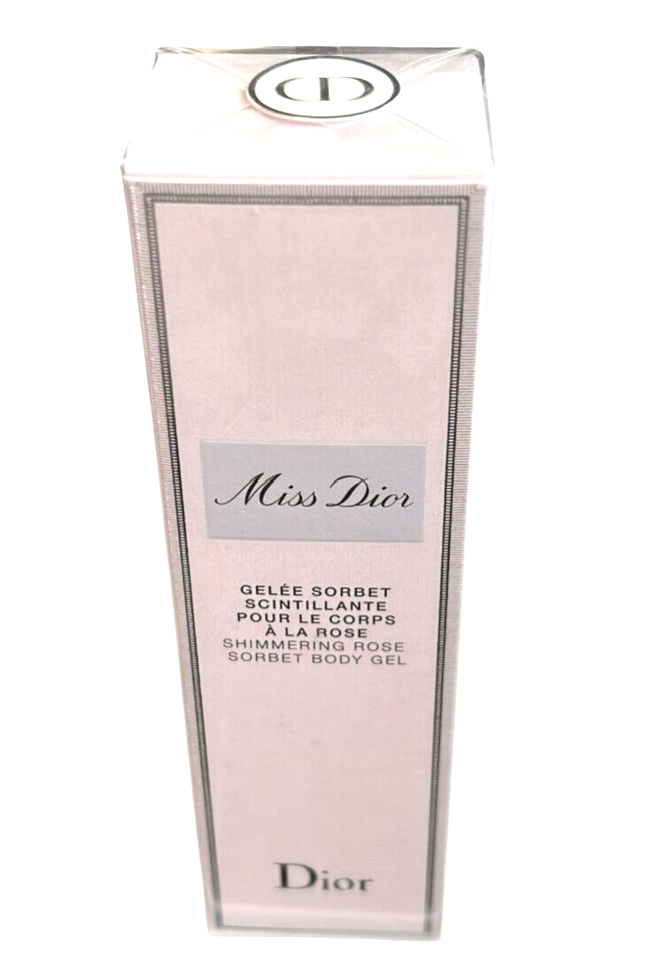 CD
Miss Dior
GELÉE SORBET
SCINTILLANTE
POUR LE CORPS
À LA ROSE
SHIMMERING ROSE
SORBET BODY GEL
Dior